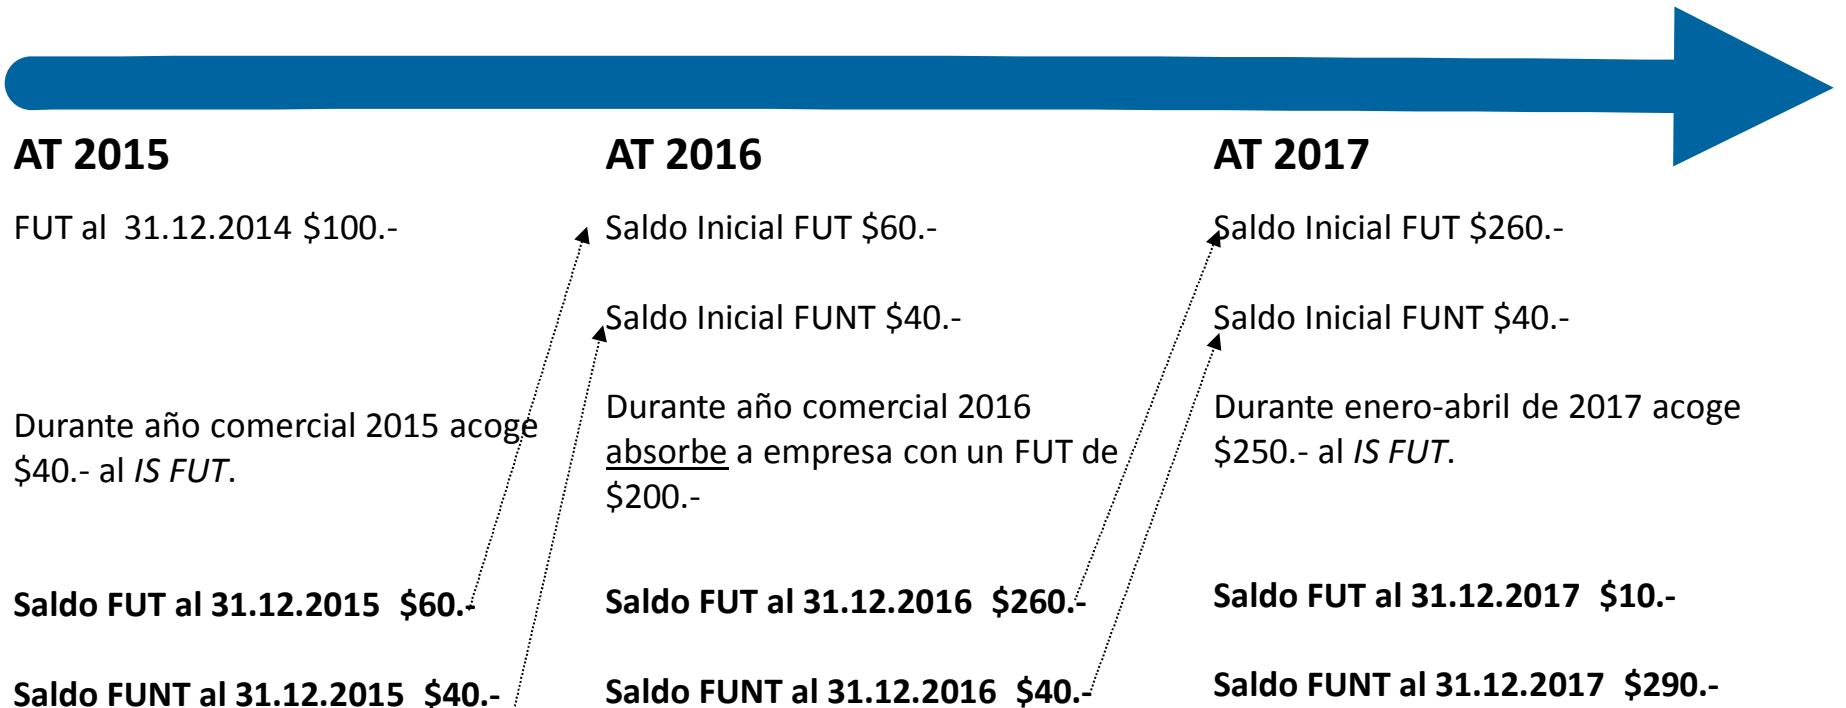 AT 2015
FUT al 31.12.2014 $100.-
Durante año comercial 2015 acoge
$40.- al IS FUT.
Saldo FUT al 31.12.2015 $60.-
Saldo FUNT al 31.12.2015 $40.-
AT 2016
Saldo Inicial FUT $60.-
Saldo Inicial FUNT $40.-
Durante año comercial 2016
absorbe a empresa con un FUT de
$200.-
Saldo FUT al 31.12.2016 $260.-
Saldo FUNT al 31.12.2016 $40.-
AT 2017
Saldo Inicial FUT $260.-
Saldo Inicial FUNT $40.-
Durante enero-abril de 2017 acoge
$250.- al IS FUT.
Saldo FUT al 31.12.2017 $10.-
Saldo FUNT al 31.12.2017 $290.-